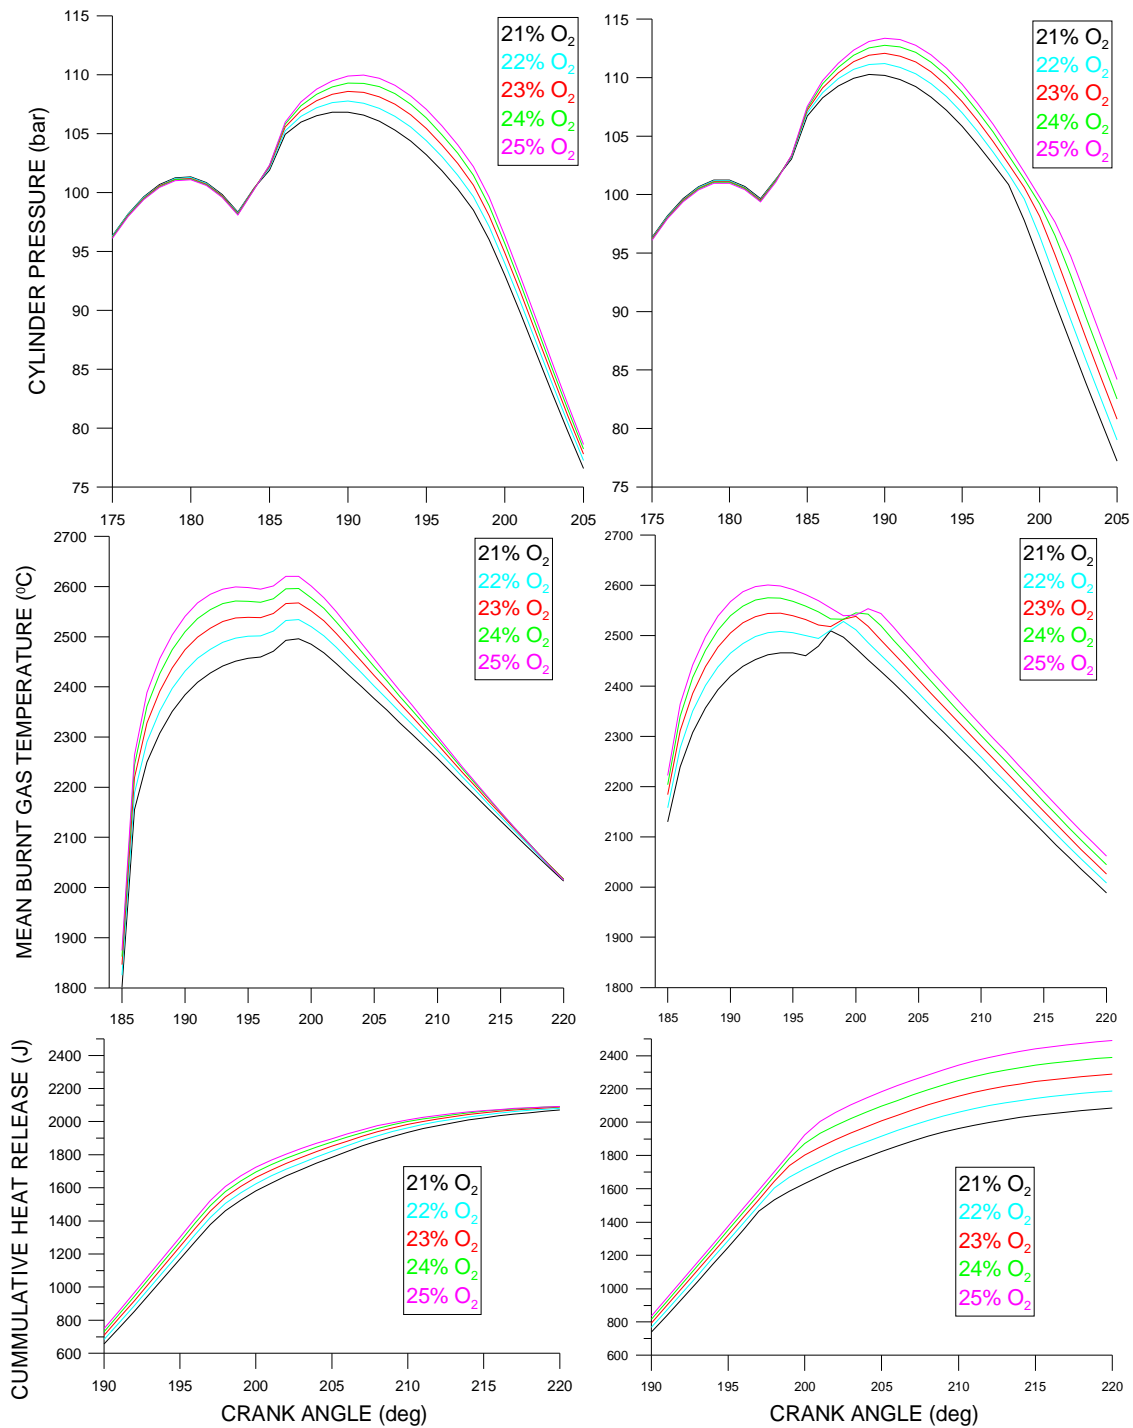 115
110
105
100
95
90
85
80
75
175
180
185
190
195
200
205
CYLINDER PRESSURE (bar)
21% O2
22% O2
23% O2
24% O2
25% O2
115
110
105
100
95
90
85
80
75
175
180
185
190
195
200
205
21% O2
22% O2
23% O2
24% O2
25% O2
2700
2600
2500
2400
2300
2200
2100
2000
1900
1800
185
190
195
200
205
210
215
220
MEAN BURNT GAS TEMPERATURE (ºC)
21% O2
22% O2
23% O2
24% O2
25% O2
2700
2600
2500
2400
2300
2200
2100
2000
1900
1800
185
190
195
200
205
210
215
220
21% O2
22% O2
23% O2
24% O2
25% O2
2400
2200
2000
1800
1600
1400
1200
1000
800
600
190
195
200
205
210
215
220
CUMMULATIVE HEAT RELEASE (J)
21% O2
22% O2
23% O2
24% O2
25% O2
CRANK ANGLE (deg)
2400
2200
2000
1800
1600
1400
1200
1000
800
600
190
195
200
205
210
215
220
21% O2
22% O2
23% O2
24% O2
25% O2
CRANK ANGLE (deg)